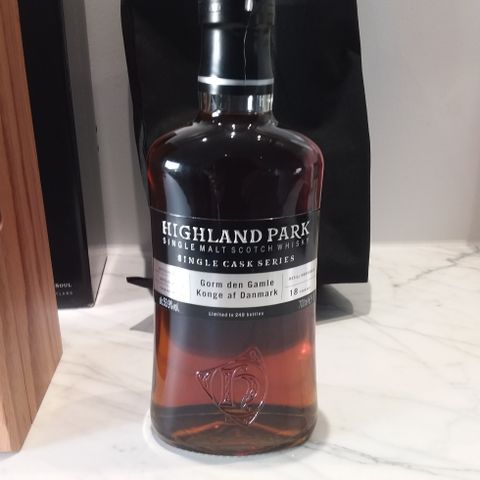 HIGHLAND PARK
SINGLE MALT SCOTCH WHISKY
SINGLE CASK SERIES
Gorm den Gamle
Konge af Danmark
18
Limited to 240 bottles
SOUL
H